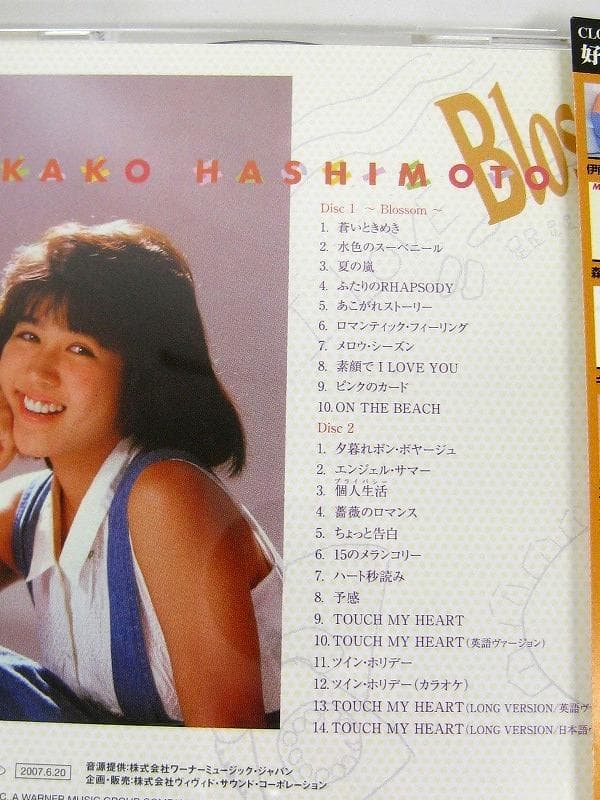 KAKO HASHIMOTO
Blos
Disc 1 ～ Blossom ～
1. 蒼いときめき
2. 水色のスーベニール
3. 夏の嵐
4. ふたりのRHAPSODY
5. あこがれストーリー
6. ロマンティック・フィーリング
7. メロウ・シーズン
8. 素顔で I LOVE YOU
9. ピンクのカード
10. ON THE BEACH
Disc 2
1. 夕暮れボン・ボヤージュ
2. エンジェル・サマー
プライバシー
3. 個人生活
4. 薔薇のロマンス
5. ちょっと告白
6. 15のメランコリー
7. ハート秒読み
8. 予感
9. TOUCH MY HEART
10. TOUCH MY HEART (英語ヴァージョン)
11. ツイン・ホリデー
12. ツイン・ホリデー (カラオケ)
13. TOUCH MY HEART (LONG VERSION/英語ヴ
14. TOUCH MY HEART (LONG VERSION/日本語
2007.6.20
音源提供:株式会社ワーナーミュージック・ジャパン
企画・販売:株式会社ヴィヴィド・サウンド・コーポレーション
C. A WARNER MUSIC GROUP COM
CLO
好
伊
M
森